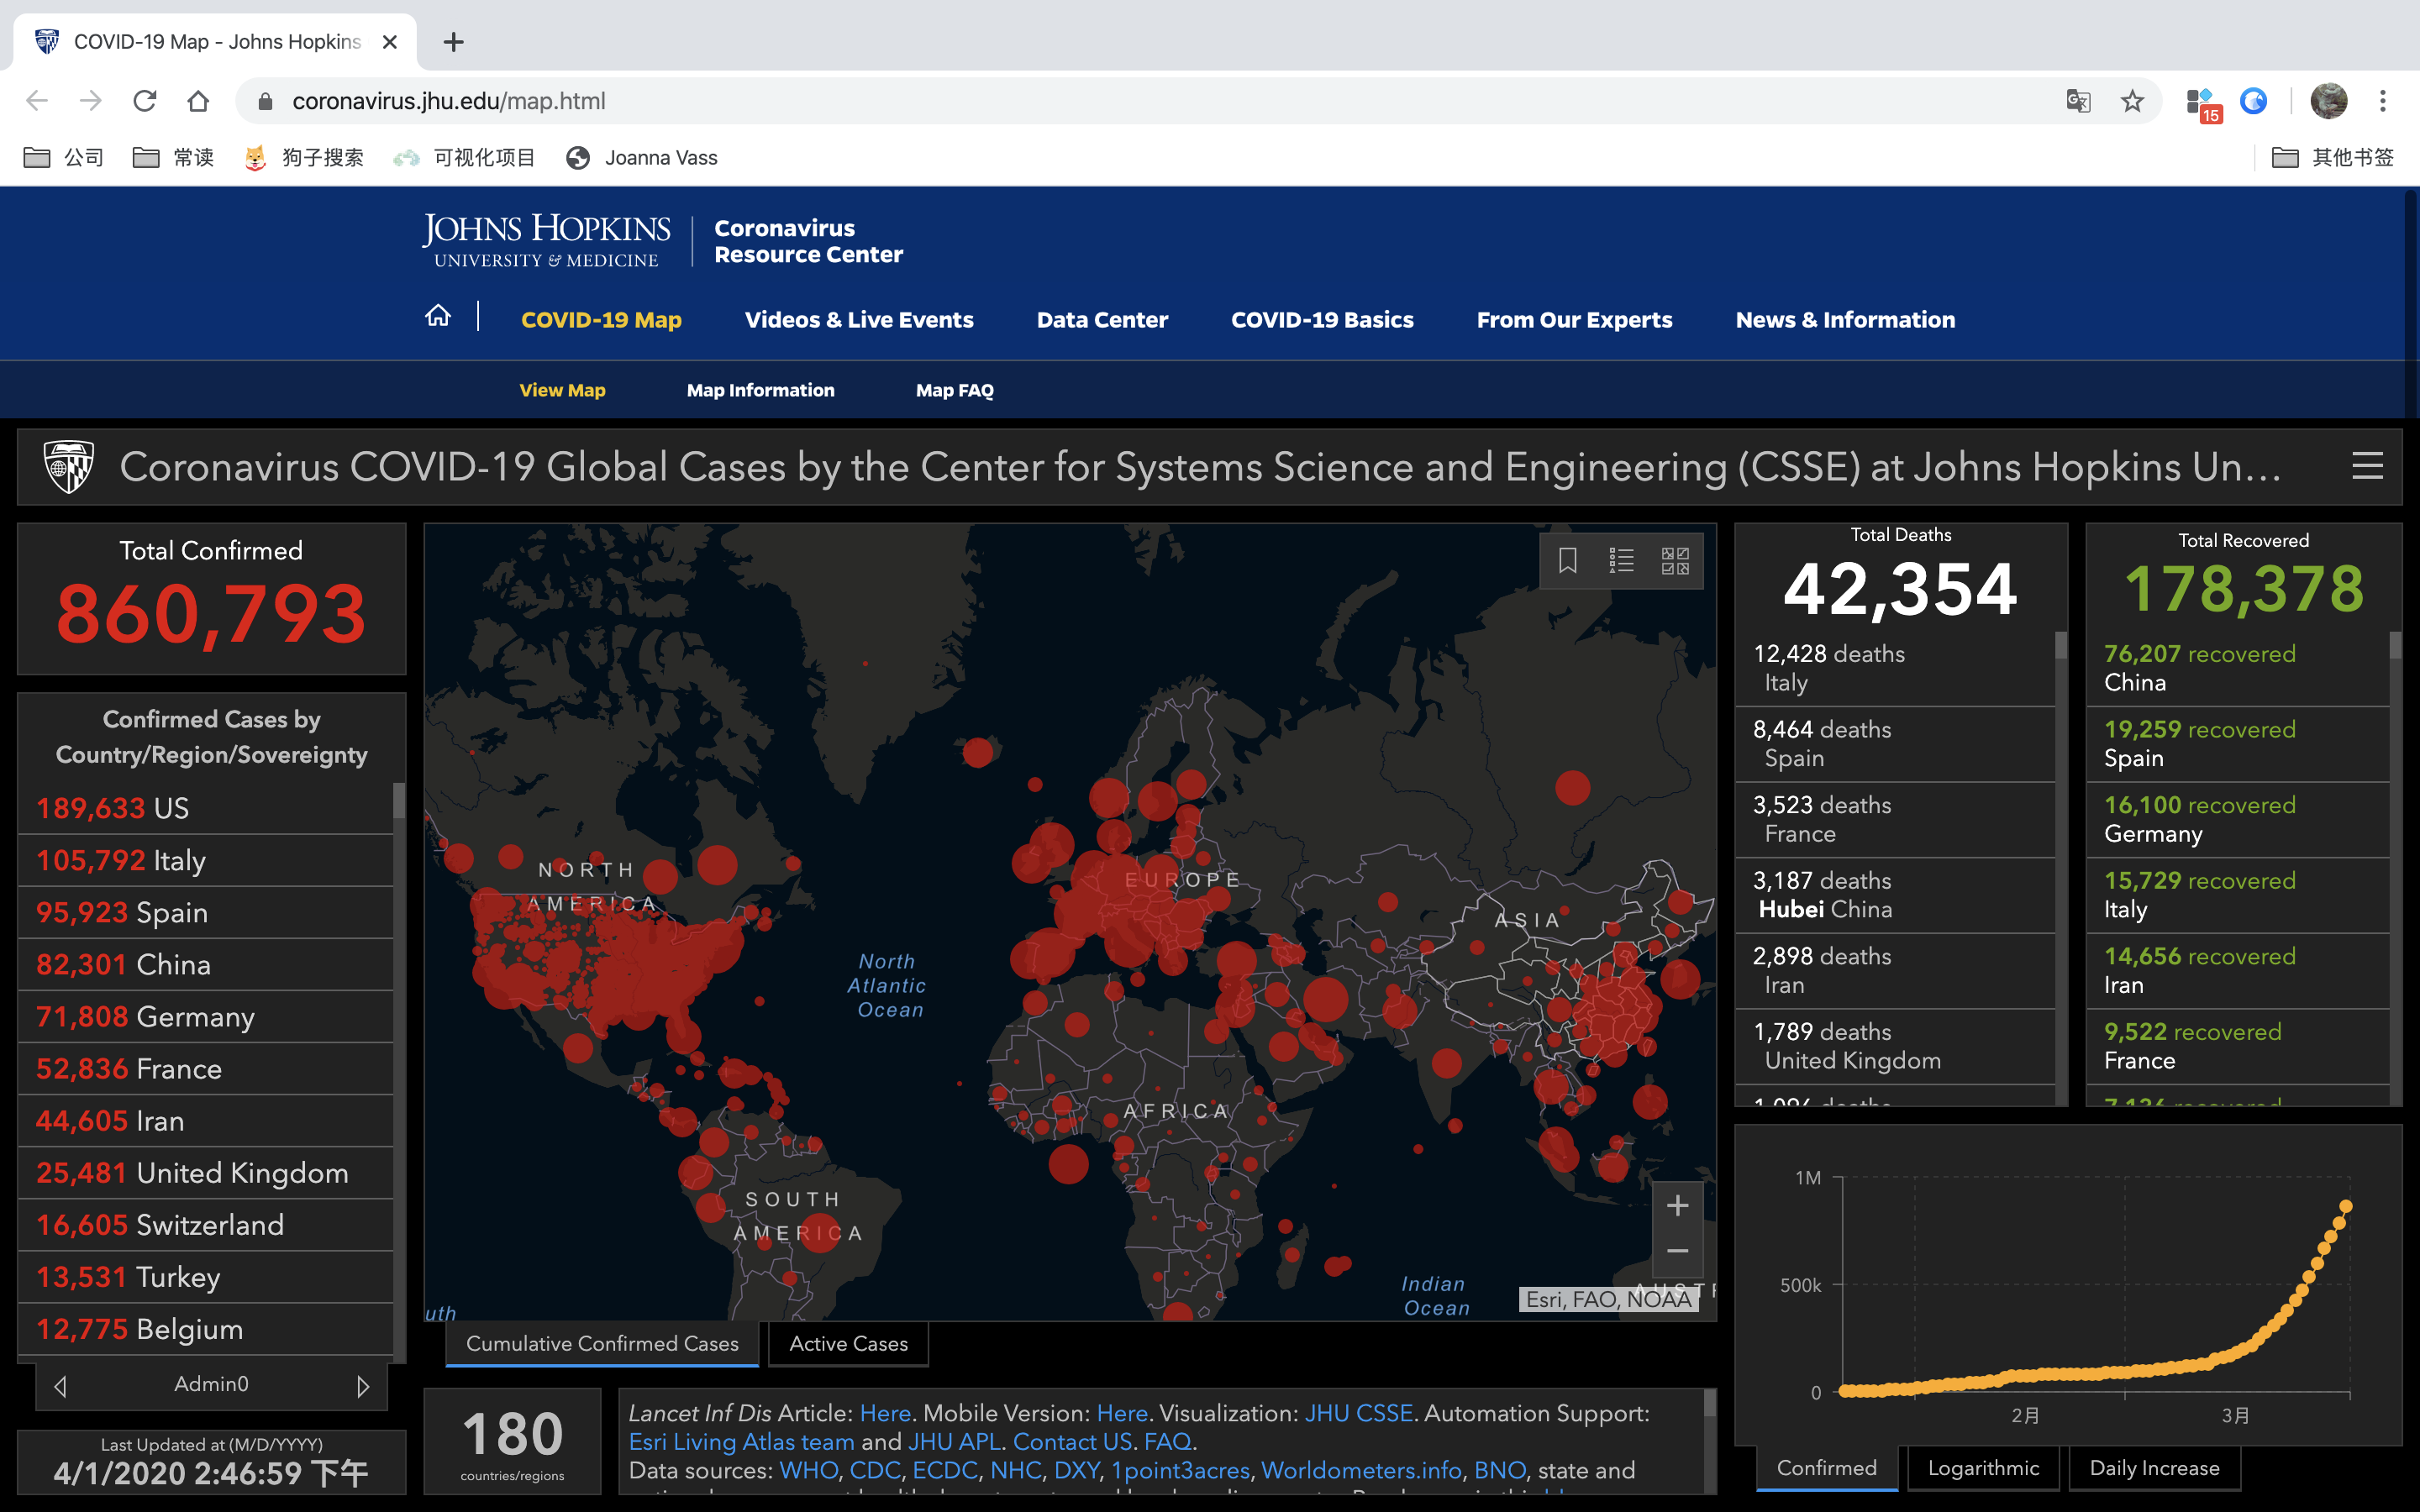 COVID-19 Map - Johns Hopkins
coronavirus.jhu.edu/map.html
15
公司
常读
狗子搜索
可视化项目
Joanna Vass
其他书签
JOHNS HOPKINS
UNIVERSITY & MEDICINE
Coronavirus
Resource Center
COVID-19 Map
Videos & Live Events
Data Center
COVID-19 Basics
From Our Experts
News & Information
View Map
Map Information
Map FAQ
Coronavirus COVID-19 Global Cases by the Center for Systems Science and Engineering (CSSE) at Johns Hopkins Un...
Total Confirmed
860,793
Confirmed Cases by
Country/Region/Sovereignty
189,633 US
105,792 Italy
95,923 Spain
82,301 China
71,808 Germany
52,836 France
44,605 Iran
25,481 United Kingdom
16,605 Switzerland
13,531 Turkey
12,775 Belgium
Admin0
Last Updated at (M/D/YYYY)
4/1/2020 2:46:59 下午
NORTH
AMERICA
EUROPE
ASIA
North
Atlantic
Ocean
AFRICA
SOUTH
AMERICA
Indian
Ocean
uth
AUST
Esri, FAO, NOAA
Cumulative Confirmed Cases
Active Cases
180
countries/regions
Lancet Inf Dis Article: Here. Mobile Version: Here. Visualization: JHU CSSE. Automation Support:
Esri Living Atlas team and JHU APL. Contact US. FAQ.
Data sources: WHO, CDC, ECDC, NHC, DXY, 1point3acres, Worldometers.info, BNO, state and
Total Deaths
42,354
12,428 deaths
Italy
8,464 deaths
Spain
3,523 deaths
France
3,187 deaths
Hubei China
2,898 deaths
Iran
1,789 deaths
United Kingdom
Total Recovered
178,378
76,207 recovered
China
19,259 recovered
Spain
16,100 recovered
Germany
15,729 recovered
Italy
14,656 recovered
Iran
9,522 recovered
France
1M
500k
0
2月
3月
Confirmed
Logarithmic
Daily Increase